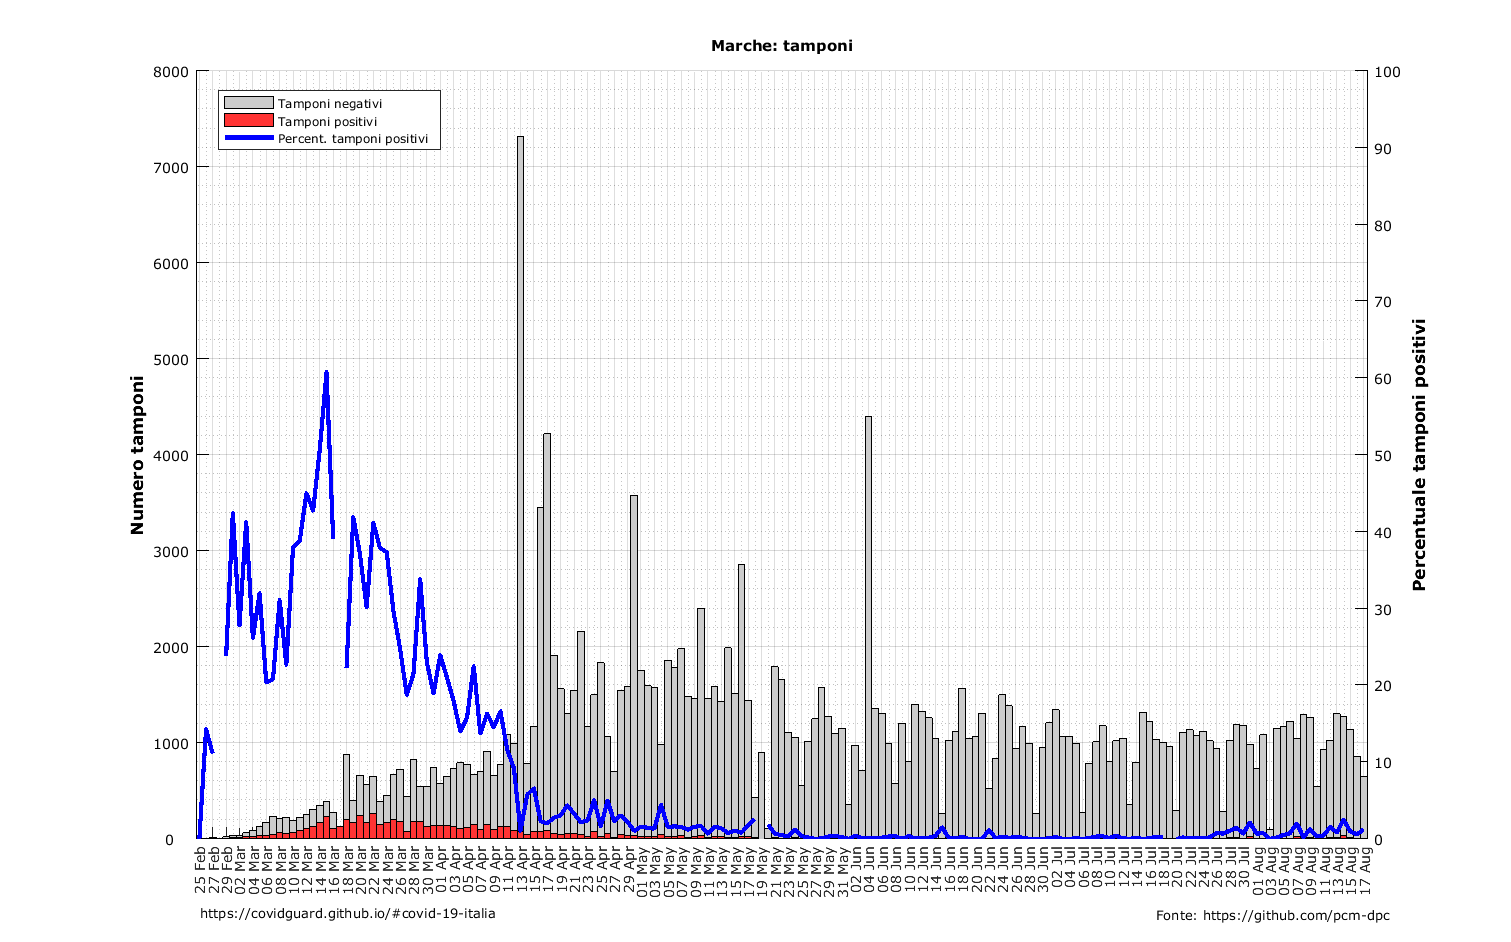 Marche: tamponi
8000
7000
6000
5000
4000
3000
2000
1000
0
Numero tamponi
Tamponi negativi
Tamponi positivi
Percent. tamponi positivi
100
90
80
70
60
50
40
30
20
10
0
Percentuale tamponi positivi
25 Feb
27 Feb
29 Feb
02 Mar
04 Mar
06 Mar
08 Mar
10 Mar
12 Mar
14 Mar
16 Mar
18 Mar
20 Mar
22 Mar
24 Mar
26 Mar
28 Mar
30 Mar
01 Apr
03 Apr
05 Apr
07 Apr
09 Apr
11 Apr
13 Apr
15 Apr
17 Apr
19 Apr
21 Apr
23 Apr
25 Apr
27 Apr
29 Apr
01 May
03 May
05 May
07 May
09 May
11 May
13 May
15 May
17 May
19 May
21 May
23 May
25 May
27 May
29 May
31 May
02 Jun
04 Jun
06 Jun
08 Jun
10 Jun
12 Jun
14 Jun
16 Jun
18 Jun
20 Jun
22 Jun
24 Jun
26 Jun
28 Jun
30 Jun
02 Jul
04 Jul
06 Jul
08 Jul
10 Jul
12 Jul
14 Jul
16 Jul
18 Jul
20 Jul
22 Jul
24 Jul
26 Jul
28 Jul
30 Jul
01 Aug
03 Aug
05 Aug
07 Aug
09 Aug
11 Aug
13 Aug
15 Aug
17 Aug
https://covidguard.github.io/#covid-19-italia
Fonte: https://github.com/pcm-dpc